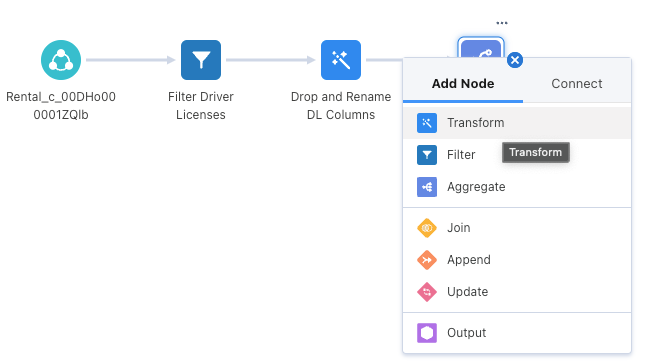 Rental_c_00DHo00
0001ZQlb
Filter Driver
Licenses
Drop and Rename
DL Columns
Add Node
Connect
Transform
Filter
Transform
Aggregate
Join
Append
Update
Output